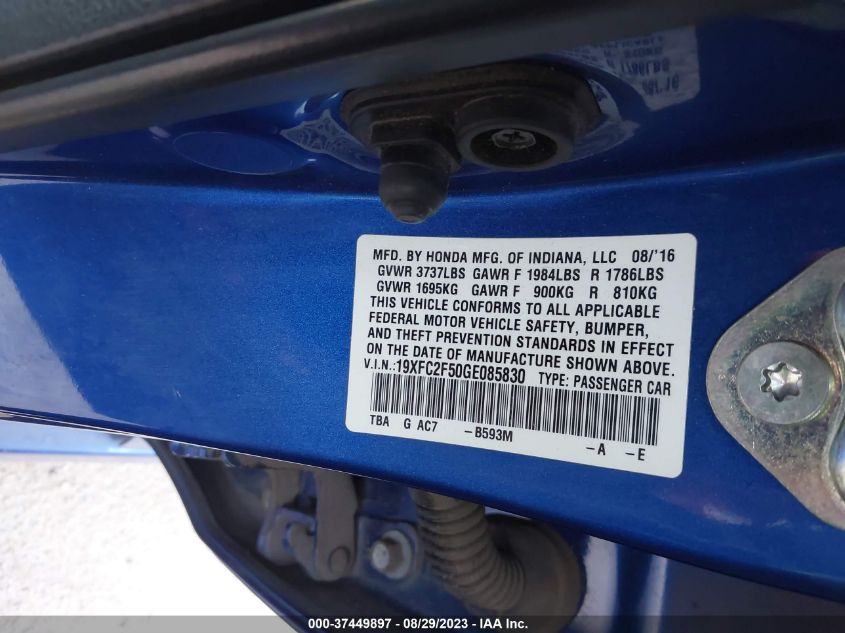 MFD. BY HONDA MFG. OF INDIANA, LLC 08/'16
GVWR 3737LBS GAWR F 1984LBS R 1786LBS
GVWR 1695KG GAWR F 900KG R 810KG
THIS VEHICLE CONFORMS TO ALL APPLICABLE
FEDERAL MOTOR VEHICLE SAFETY, BUMPER,
AND THEFT PREVENTION STANDARDS IN EFFECT
ON THE DATE OF MANUFACTURE SHOWN ABOVE.
V.I.N.:19XFC2F50GE085830 TYPE: PASSENGER CAR
TBA G AC7 -B593M -A -E
000-37449897 - 08/29/2023 - IAA Inc.